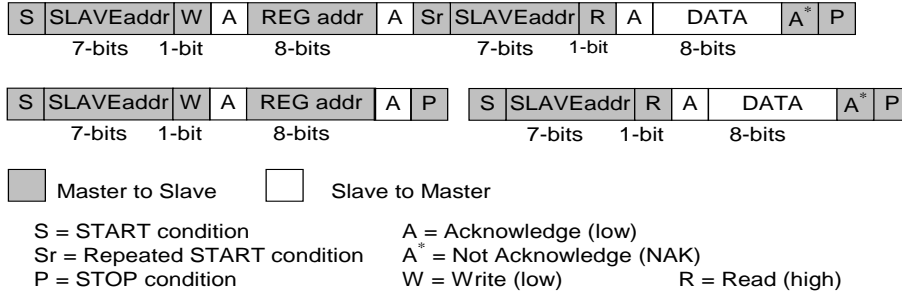 S SLAVEaddr W A REG addr A Sr SLAVEaddr R A DATA A* P
7-bits 1-bit 8-bits 7-bits 1-bit 8-bits
S SLAVEaddr W A REG addr A P S SLAVEaddr R A DATA A* P
7-bits 1-bit 8-bits 7-bits 1-bit 8-bits
Master to Slave Slave to Master
S = START condition A = Acknowledge (low)
Sr = Repeated START condition A* = Not Acknowledge (NAK)
P = STOP condition W = Write (low) R = Read (high)